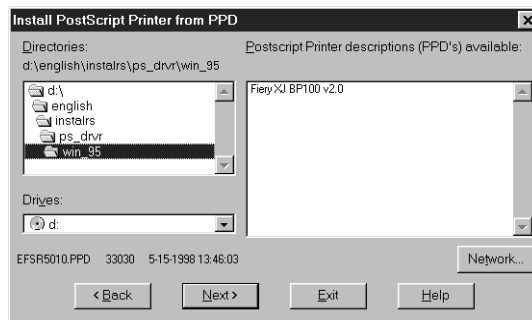 Install PostScript Printer from PPD
Directories:
d:\english\instalrs\ps_drvr\win_95
d:\
english
instalrs
ps_drvr
win_95
Drives:
d:
Postscript Printer descriptions (PPD's) available:
Fiery XJ BP100 v2.0
EFSR5010.PPD 33030 5-15-1998 13:46:03
Network...
< Back
Next >
Exit
Help